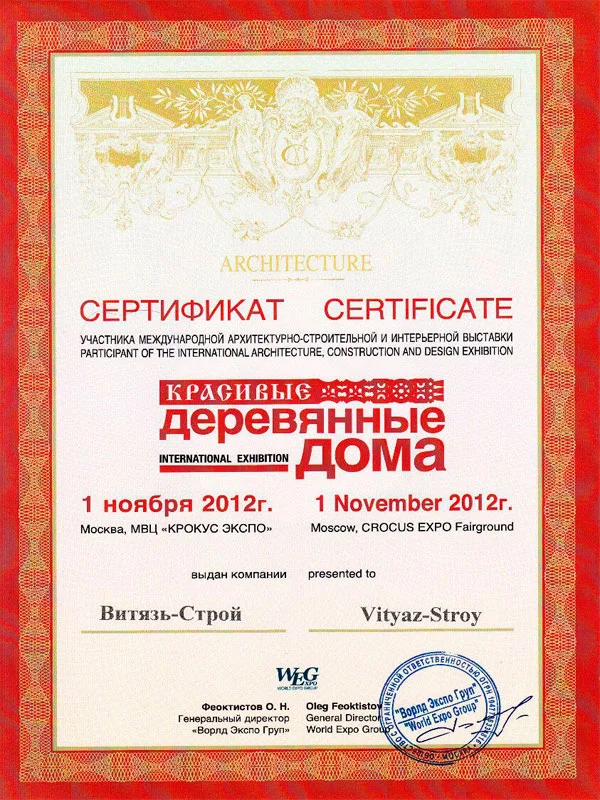 ARCHITECTURE
СЕРТИФИКАТ CERTIFICATE
УЧАСТНИКА МЕЖДУНАРОДНОЙ АРХИТЕКТУРНО-СТРОИТЕЛЬНОЙ И ИНТЕРЬЕРНОЙ ВЫСТАВКИ
PARTICIPANT OF THE INTERNATIONAL ARCHITECTURE, CONSTRUCTION AND DESIGN EXHIBITION
КРАСИВЫЕ
деревянные
INTERNATIONAL EXHIBITION дома
1 ноября 2012г. 1 November 2012г.
Москва, МВЦ «КРОКУС ЭКСПО» Moscow, CROCUS EXPO Fairground
выдан компании presented to
Витязь-Строй Vityaz-Stroy
WEG
EXPO
WORLD EXPO GROUP
Феоктистов О. Н. Oleg Feoktistov
Генеральный директор General Director
«Ворлд Экспо Груп» World Expo Group
"Ворлд Экспо Груп"
"World Expo Group"
С ОГРАНИЧЕННОЙ ОТВЕТСТВЕННОСТЬЮ ОГРН
МОСКВА